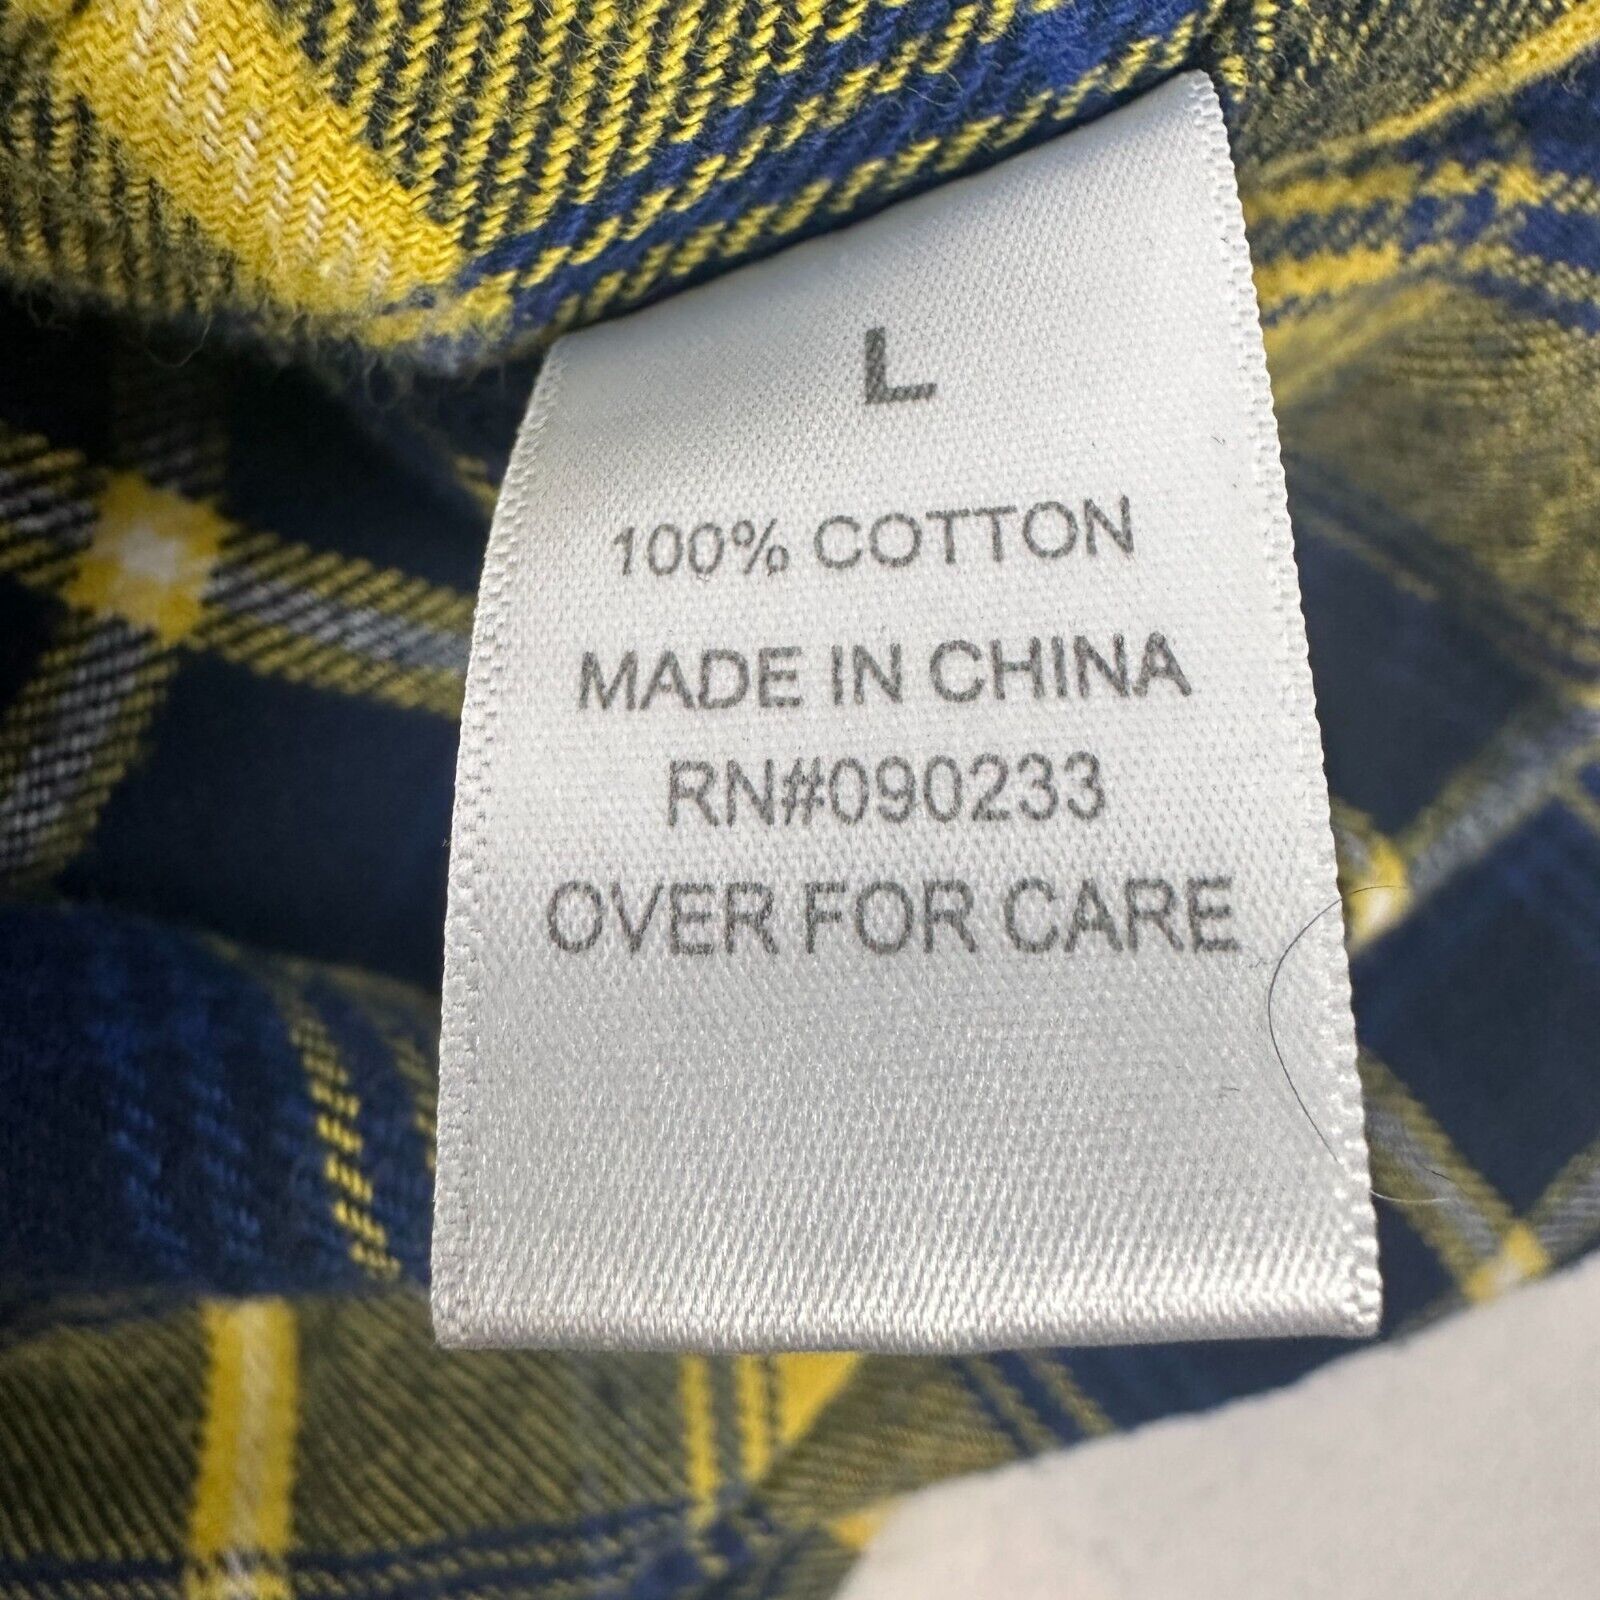 L
100% COTTON
MADE IN CHINA
RN#090233
OVER FOR CARE